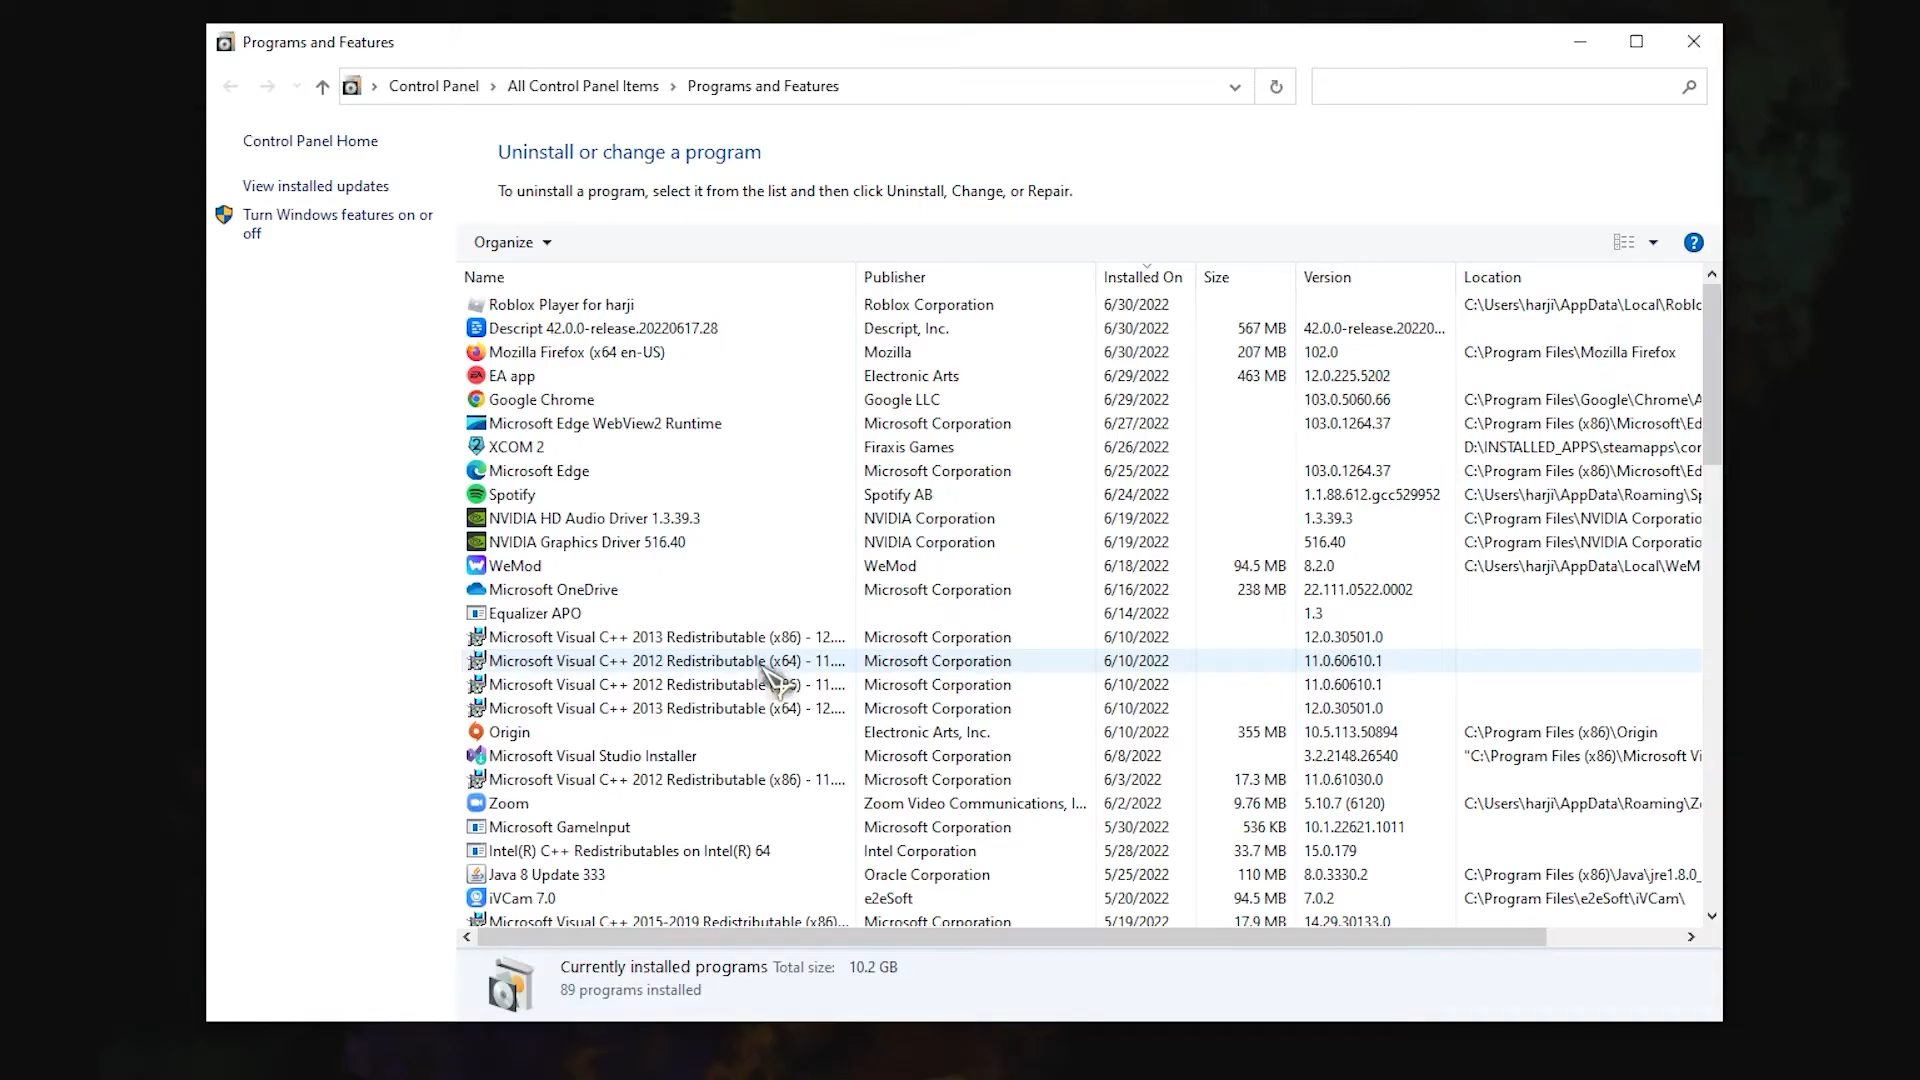 Programs and Features
Control Panel > All Control Panel Items > Programs and Features
Control Panel Home
View installed updates
Turn Windows features on or
off
Uninstall or change a program
To uninstall a program, select it from the list and then click Uninstall, Change, or Repair.
Organize
Name Publisher Installed On Size Version Location
Roblox Player for harji Roblox Corporation 6/30/2022 C:\Users\harji\AppData\Local\Roblc
Descript 42.0.0-release.20220617.28 Descript, Inc. 6/30/2022 567 MB 42.0.0-release.20220...
Mozilla Firefox (x64 en-US) Mozilla 6/30/2022 207 MB 102.0 C:\Program Files\Mozilla Firefox
EA app Electronic Arts 6/29/2022 463 MB 12.0.225.5202
Google Chrome Google LLC 6/29/2022 103.0.5060.66 C:\Program Files\Google\Chrome\A
Microsoft Edge WebView2 Runtime Microsoft Corporation 6/27/2022 103.0.1264.37 C:\Program Files (x86)\Microsoft\Ed
XCOM 2 Firaxis Games 6/26/2022 D:\INSTALLED_APPS\steamapps\cor
Microsoft Edge Microsoft Corporation 6/25/2022 103.0.1264.37 C:\Program Files (x86)\Microsoft\Ed
Spotify Spotify AB 6/24/2022 1.1.88.612.gcc529952 C:\Users\harji\AppData\Roaming\Sp
NVIDIA HD Audio Driver 1.3.39.3 NVIDIA Corporation 6/19/2022 1.3.39.3 C:\Program Files\NVIDIA Corporatio
NVIDIA Graphics Driver 516.40 NVIDIA Corporation 6/19/2022 516.40 C:\Program Files\NVIDIA Corporatio
WeMod WeMod 6/18/2022 94.5 MB 8.2.0 C:\Users\harji\AppData\Local\WeM
Microsoft OneDrive Microsoft Corporation 6/16/2022 238 MB 22.111.0522.0002
Equalizer APO 6/14/2022 1.3
Microsoft Visual C++ 2013 Redistributable (x86) - 12.... Microsoft Corporation 6/10/2022 12.0.30501.0
Microsoft Visual C++ 2012 Redistributable (x64) - 11.... Microsoft Corporation 6/10/2022 11.0.60610.1
Microsoft Visual C++ 2012 Redistributable - 11.... Microsoft Corporation 6/10/2022 11.0.60610.1
Microsoft Visual C++ 2013 Redistributable (x64) - 12.... Microsoft Corporation 6/10/2022 12.0.30501.0
Origin Electronic Arts, Inc. 6/10/2022 355 MB 10.5.113.50894 C:\Program Files (x86)\Origin
Microsoft Visual Studio Installer Microsoft Corporation 6/8/2022 3.2.2148.26540 "C:\Program Files (x86)\Microsoft Vi
Microsoft Visual C++ 2012 Redistributable (x86) - 11.... Microsoft Corporation 6/3/2022 17.3 MB 11.0.61030.0
Zoom Zoom Video Communications, I... 6/2/2022 9.76 MB 5.10.7 (6120) C:\Users\harji\AppData\Roaming\Zo
Microsoft GameInput Microsoft Corporation 5/30/2022 536 KB 10.1.22621.1011
Intel(R) C++ Redistributables on Intel(R) 64 Intel Corporation 5/28/2022 33.7 MB 15.0.179
Java 8 Update 333 Oracle Corporation 5/25/2022 110 MB 8.0.3330.2 C:\Program Files (x86)\Java\jre1.8.0_
iVCam 7.0 e2eSoft 5/20/2022 94.5 MB 7.0.2 C:\Program Files\e2eSoft\iVCam\
Microsoft Visual C++ 2015-2019 Redistributable (x86)... Microsoft Corporation 5/19/2022 17.9 MB 14.29.30133.0
Currently installed programs Total size: 10.2 GB
89 programs installed